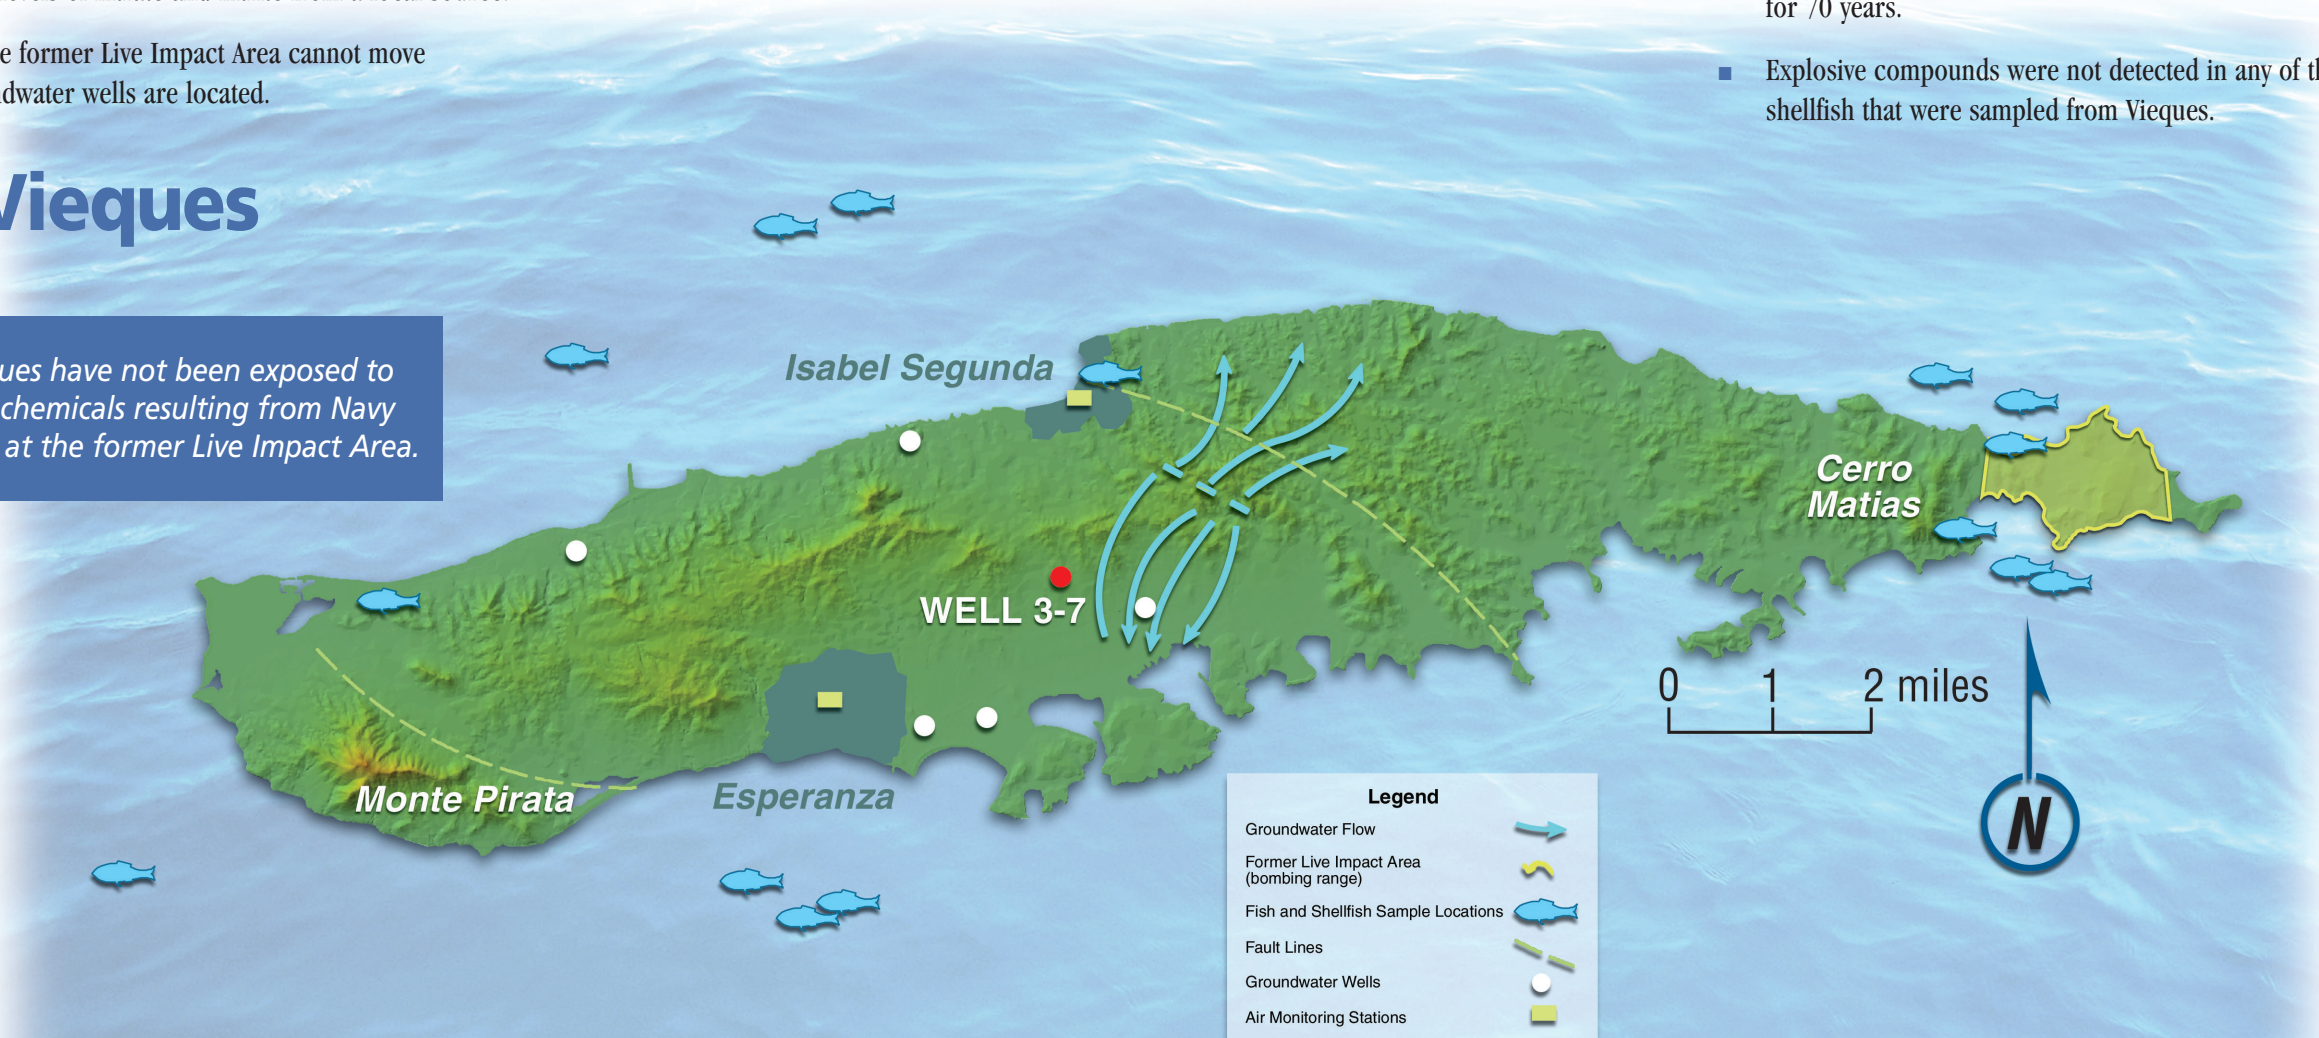 e former Live Impact Area cannot move
dwater wells are located.
for 70 years.
■ Explosive compounds were not detected in any of th
shellfish that were sampled from Vieques.
Vieques
ues have not been exposed to
chemicals resulting from Navy
at the former Live Impact Area.
Isabel Segunda
Cerro
Matias
WELL 3-7
Monte Pirata
Esperanza
0 1 2 miles
N
Legend
Groundwater Flow
Former Live Impact Area
(bombing range)
Fish and Shellfish Sample Locations
Fault Lines
Groundwater Wells
Air Monitoring Stations